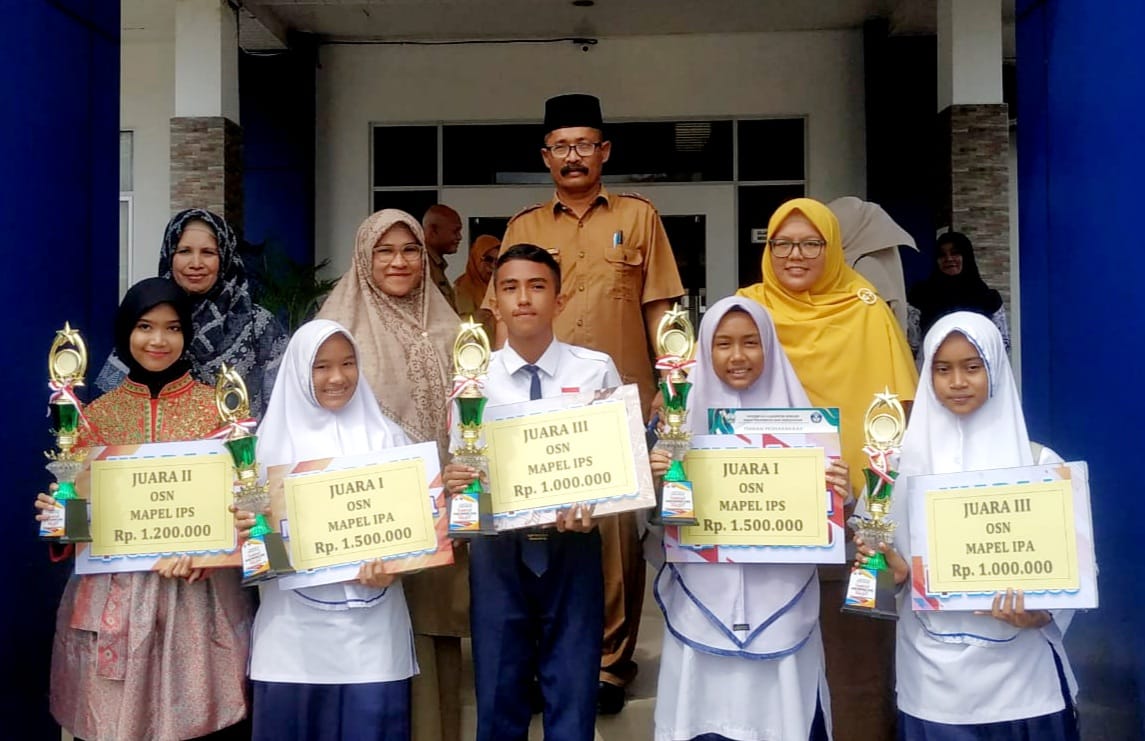 JUARA II
OSN
MAPEL IPS
Rp. 1.200.000
JUARA I
OSN
MAPEL IPA
Rp. 1.500.000
JUARA III
OSN
MAPEL IPS
Rp. 1.000.000
JUARA I
OSN
MAPEL IPS
Rp. 1.500.000
JUARA III
OSN
MAPEL IPA
Rp. 1.000.000